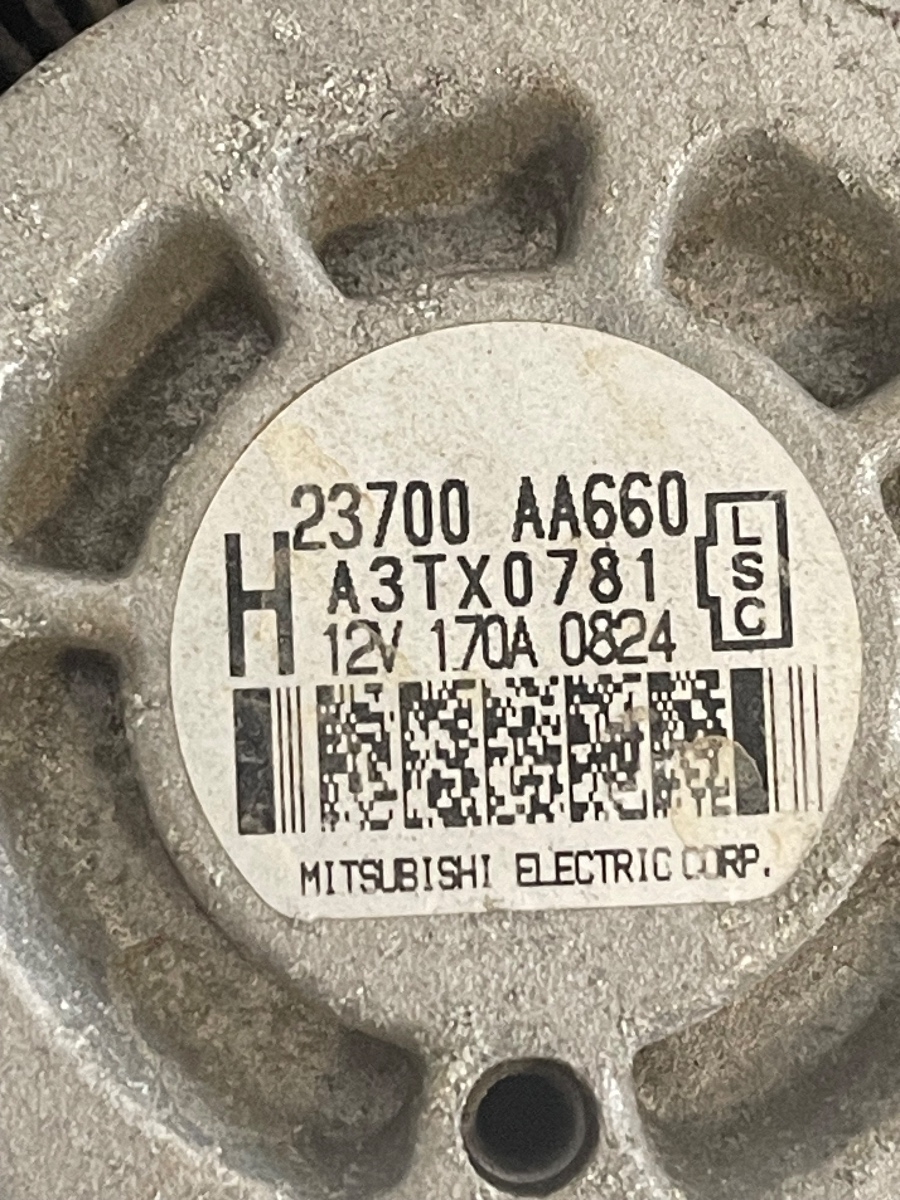 23700 AA660
H
A3TX0781
12V 170A 0824
L
S
C
MITSUBISHI ELECTRIC CORP.